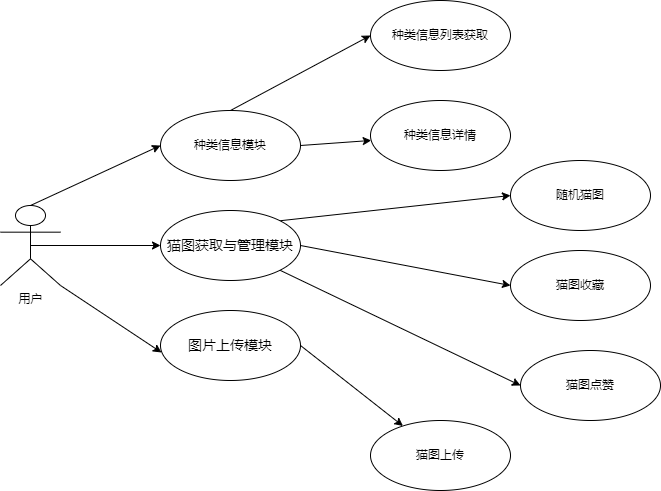 种类信息列表获取
种类信息模块
种类信息详情
随机猫图
猫图获取与管理模块
猫图收藏
用户
图片上传模块
猫图点赞
猫图上传